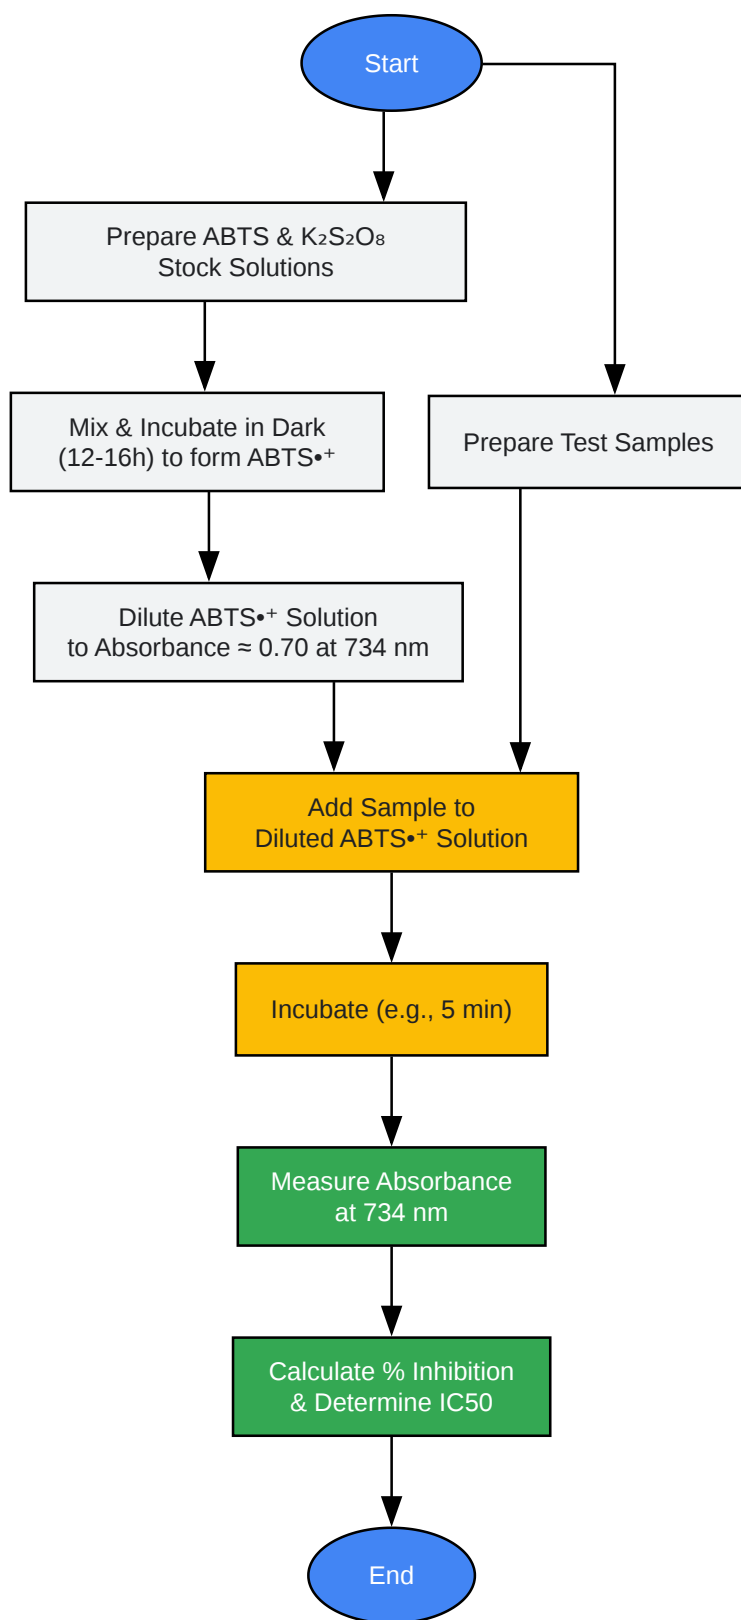 Start
Prepare ABTS & K₂S₂O₈
Stock Solutions
Mix & Incubate in Dark
(12-16h) to form ABTS•⁺
Prepare Test Samples
Dilute ABTS•⁺ Solution
to Absorbance ≈ 0.70 at 734 nm
Add Sample to
Diluted ABTS•⁺ Solution
Incubate (e.g., 5 min)
Measure Absorbance
at 734 nm
Calculate % Inhibition
& Determine IC50
End